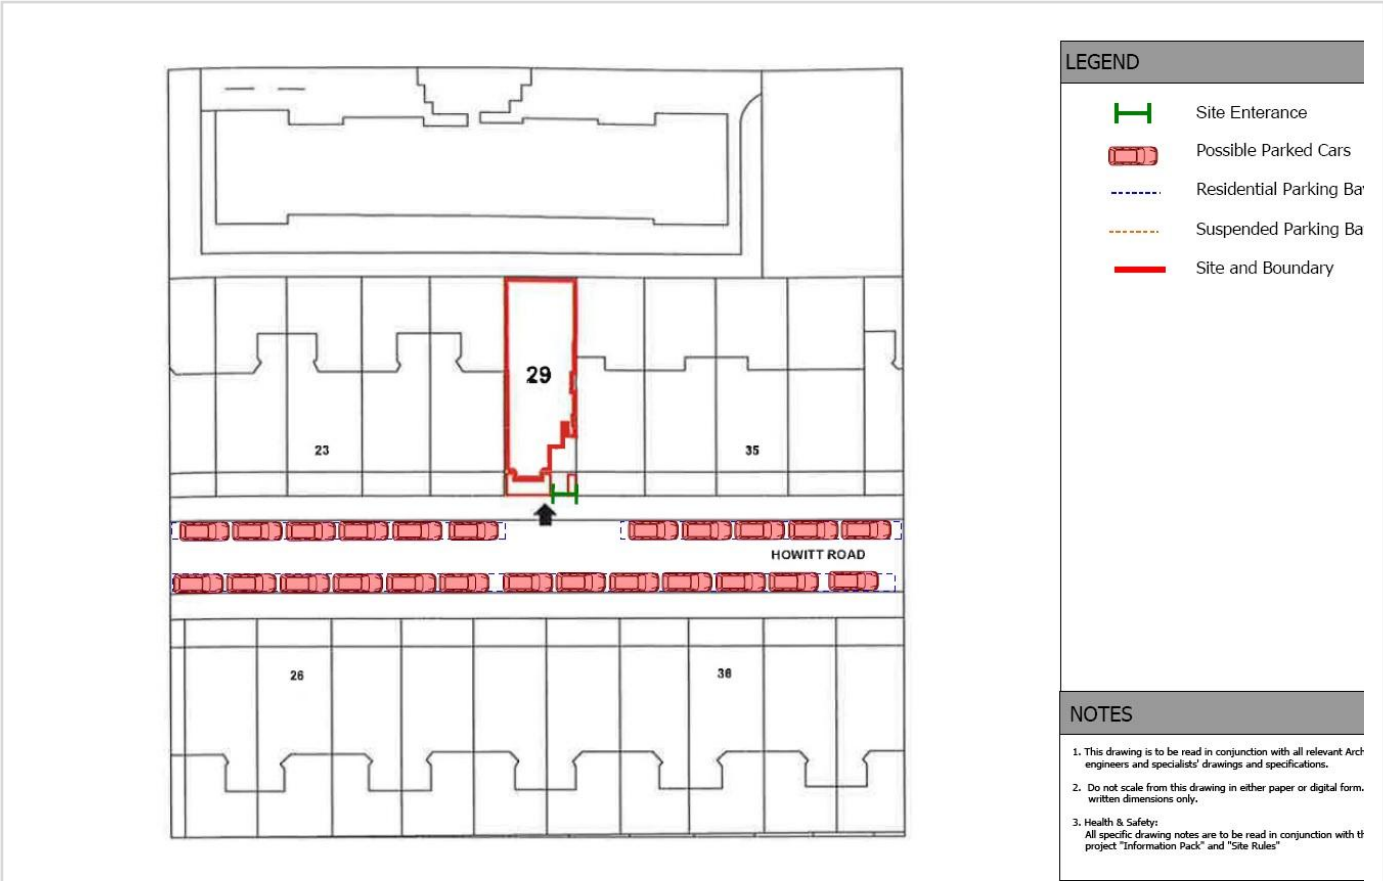 LEGEND
Site Enterance
Possible Parked Cars
Residential Parking Ba
Suspended Parking Ba
Site and Boundary
29
23
35
HOWITT ROAD
26
36
NOTES
1. This drawing is to be read in conjunction with all relevant Arch
engineers and specialists' drawings and specifications.
2. Do not scale from this drawing in either paper or digital form.
written dimensions only.
3. Health & Safety:
All specific drawing notes are to be read in conjunction with th
project "Information Pack" and "Site Rules"